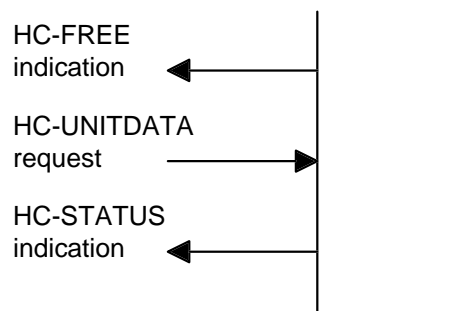 HC-FREE
indication
HC-UNITDATA
request
HC-STATUS
indication